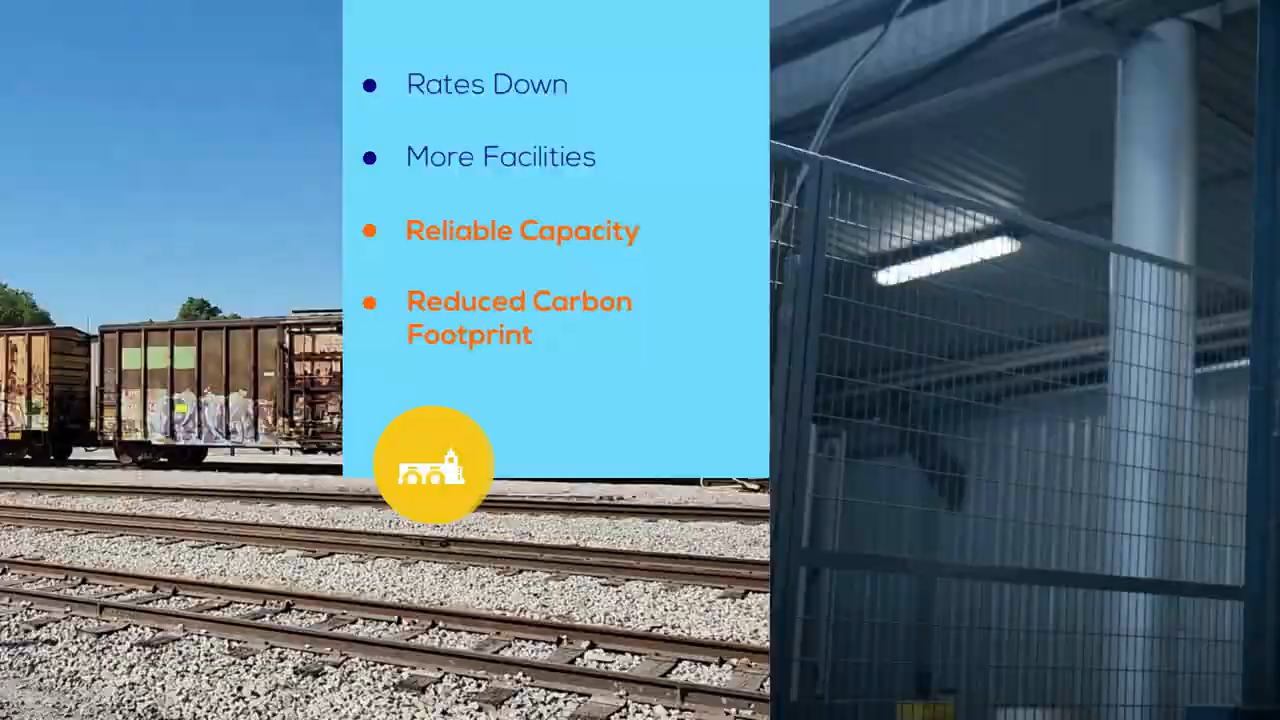 Rates Down
More Facilities
Reliable Capacity
Reduced Carbon
Footprint